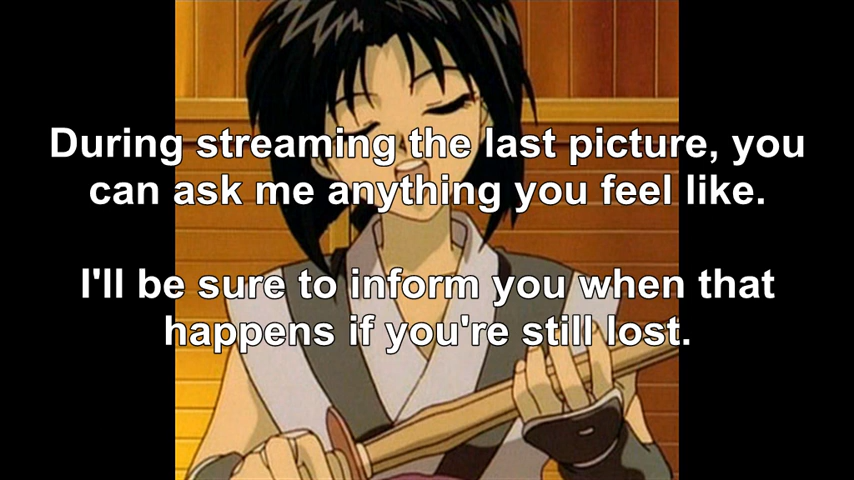 During streaming the last picture, you
can ask me anything you feel like.
I'll be sure to inform you when that
happens if you're still lost.